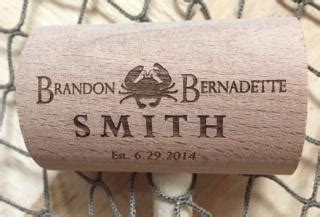 BRANDON BERNADETTE
SMITH
EST. 6.29.2014